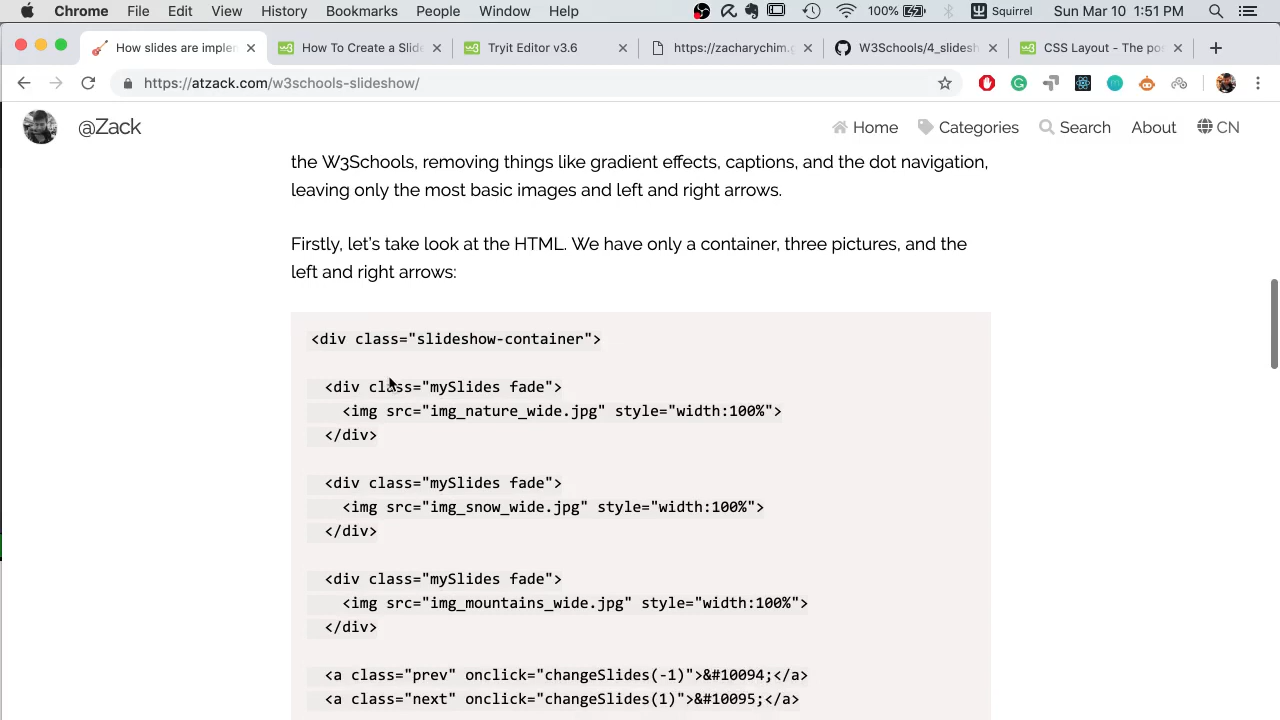 Chrome File Edit View History Bookmarks People Window Help 100% Squirrel Sun Mar 10 1:51 PM
How slides are implem How To Create a Slide Tryit Editor v3.6 https://zacharychim.g W3Schools/4_slidesh CSS Layout - The po
https://atzack.com/w3schools-slideshow/
@Zack Home Categories Search About CN
the W3Schools, removing things like gradient effects, captions, and the dot navigation,
leaving only the most basic images and left and right arrows.
Firstly, let's take look at the HTML. We have only a container, three pictures, and the
left and right arrows:
<div class="slideshow-container">
<div class="mySlides fade">
<img src="img_nature_wide.jpg" style="width:100%">
</div>
<div class="mySlides fade">
<img src="img_snow_wide.jpg" style="width:100%">
</div>
<div class="mySlides fade">
<img src="img_mountains_wide.jpg" style="width:100%">
</div>
<a class="prev" onclick="changeSlides(-1)">&#10094;</a>
<a class="next" onclick="changeSlides(1)">&#10095;</a>